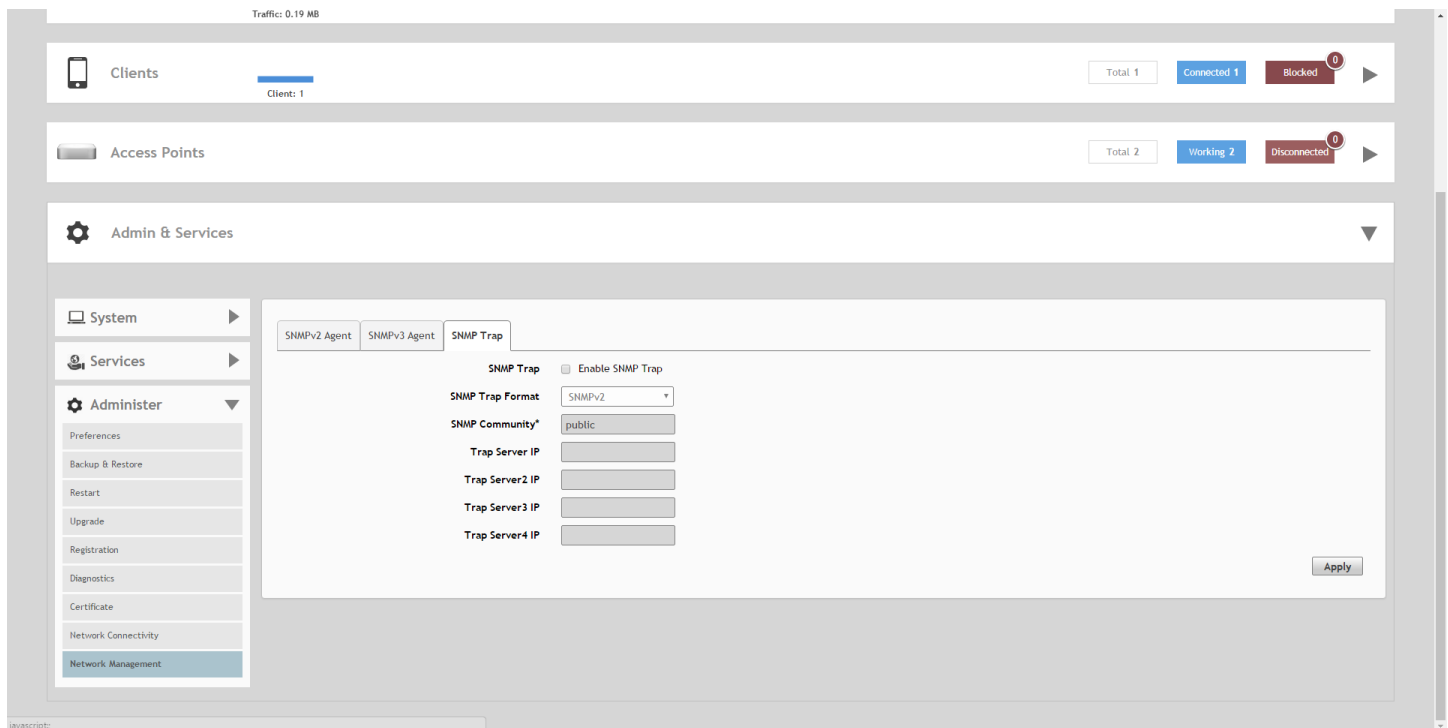 Traffic: 0.19 MB
Clients
Client: 1
Total 1
Connected 1
Blocked
0
Access Points
Total 2
Working 2
Disconnected
0
Admin & Services
System
Services
Administer
Preferences
Backup & Restore
Restart
Upgrade
Registration
Diagnostics
Certificate
Network Connectivity
Network Management
SNMPv2 Agent
SNMPv3 Agent
SNMP Trap
SNMP Trap
Enable SNMP Trap
SNMP Trap Format
SNMPv2
SNMP Community*
public
Trap Server IP
Trap Server2 IP
Trap Server3 IP
Trap Server4 IP
Apply
javascript: